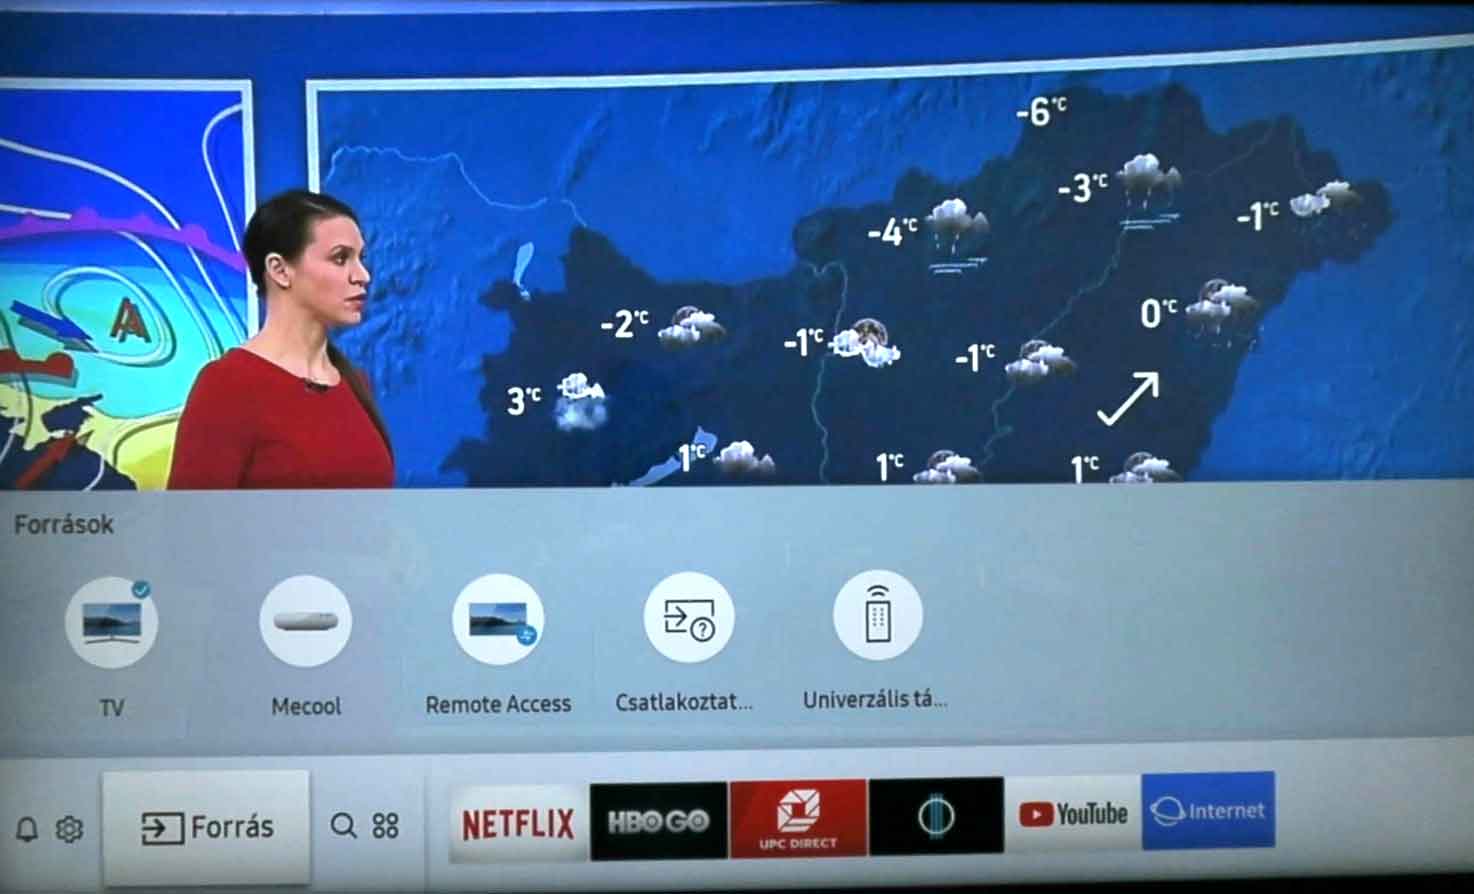 -6°C
-3°C
-1°C
-4°C
0°C
-2°C
-1°C
-1°C
3°C
1°C
1°C
1°C
A
Források
TV
Mecool
Remote Access
Csatlakoztat...
Univerzális tá...
Forrás
NETFLIX
HBO GO
UPC DIRECT
YouTube
Internet